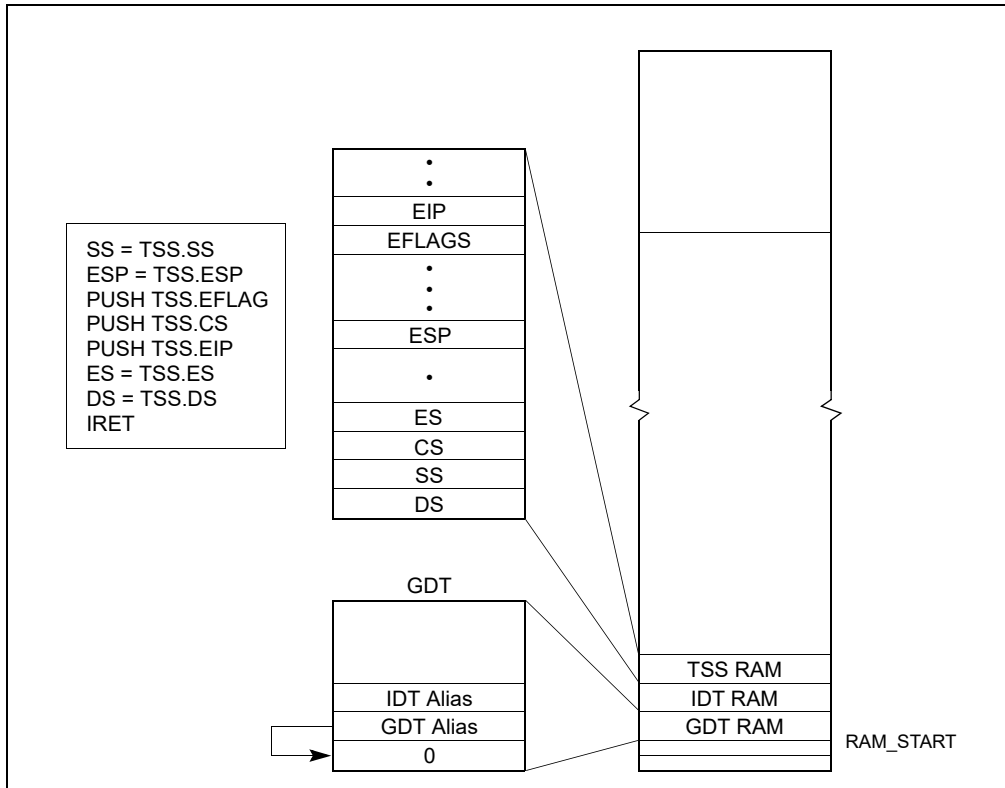 SS = TSS.SS
ESP = TSS.ESP
PUSH TSS.EFLAG
PUSH TSS.CS
PUSH TSS.EIP
ES = TSS.ES
DS = TSS.DS
IRET
EIP
EFLAGS
ESP
ES
CS
SS
DS
GDT
IDT Alias
GDT Alias
0
TSS RAM
IDT RAM
GDT RAM
RAM_START